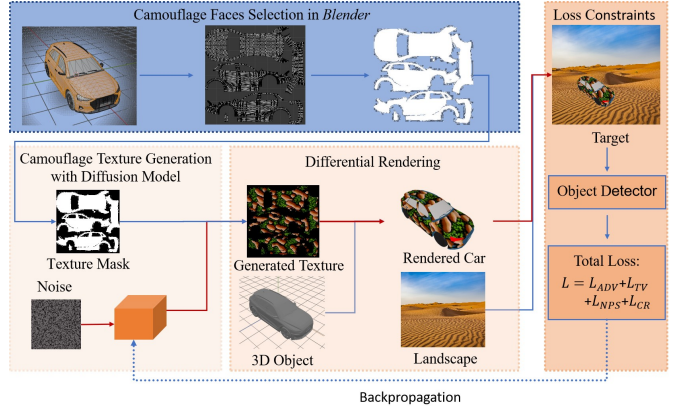 Camouflage Faces Selection in Blender
Loss Constraints
Target
Object Detector
Total Loss:
L = L_ADV+L_TV
+L_NPS+L_CR
Camouflage Texture Generation
with Diffusion Model
Texture Mask
Noise
Differential Rendering
Generated Texture
Rendered Car
3D Object
Landscape
Backpropagation